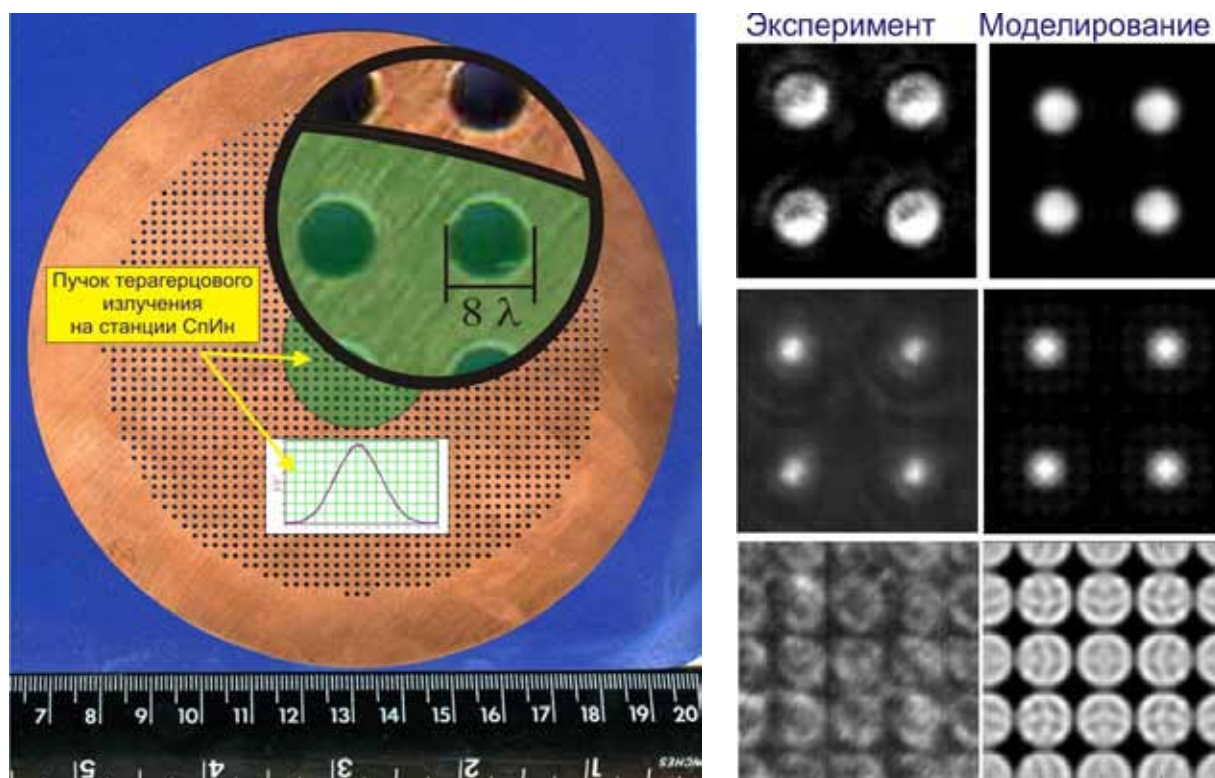 Эксперимент
Моделирование
Пучок терагерцового
излучения
на станции СпИн
8 λ
7 8 9 10 11 12 13 14 15 16 17 18 19 20
5 4 3 2 1 INCHES